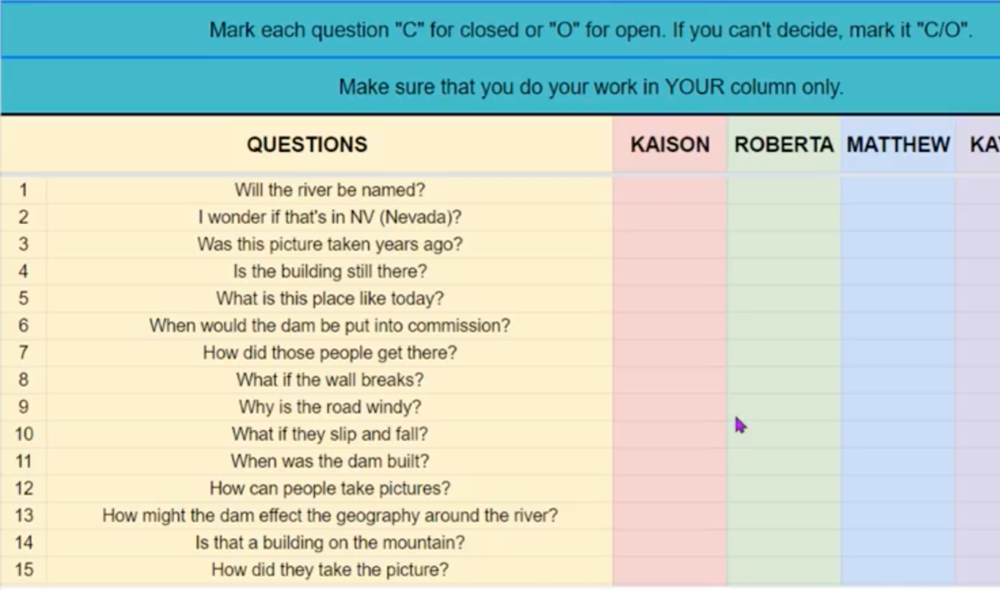 Mark each question "C" for closed or "O" for open. If you can't decide, mark it "C/O".
Make sure that you do your work in YOUR column only.
QUESTIONS KAISON ROBERTA MATTHEW
1 Will the river be named?
2 I wonder if that's in NV (Nevada)?
3 Was this picture taken years ago?
4 Is the building still there?
5 What is this place like today?
6 When would the dam be put into commission?
7 How did those people get there?
8 What if the wall breaks?
9 Why is the road windy?
10 What if they slip and fall?
11 When was the dam built?
12 How can people take pictures?
13 How might the dam effect the geography around the river?
14 Is that a building on the mountain?
15 How did they take the picture?